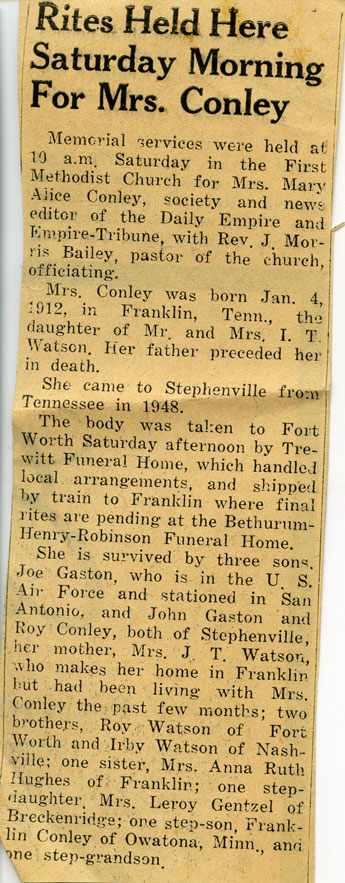 Rites Held Here
Saturday Morning
For Mrs. Conley
Memorial services were held at
10 a.m. Saturday in the First
Methodist Church for Mrs. Mary
Alice Conley, society and news
editor of the Daily Empire and
Empire-Tribune, with Rev. J. Mor-
ris Bailey, pastor of the church,
officiating.
Mrs. Conley was born Jan. 4,
1912, in Franklin, Tenn., the
daughter of Mr. and Mrs. I. T.
Watson. Her father preceded her
in death.
She came to Stephenville from
Tennessee in 1948.
The body was taken to Fort
Worth Saturday afternoon by Tre-
witt Funeral Home, which handled
local arrangements, and shipped
by train to Franklin where final
rites are pending at the Bethurum-
Henry-Robinson Funeral Home.
She is survived by three sons,
Joe Gaston, who is in the U. S.
Air Force and stationed in San
Antonio, and John Gaston and
Roy Conley, both of Stephenville,
her mother, Mrs. J. T. Watson,
who makes her home in Franklin
but had been living with Mrs.
Conley the past few months; two
brothers, Roy Watson of Fort
Worth and Irby Watson of Nash-
ville; one sister, Mrs. Anna Ruth
Hughes of Franklin; one step-
daughter, Mrs. Leroy Gentzel of
Breckenridge; one step-son, Frank-
lin Conley of Owatona, Minn., and
one step-grandson.